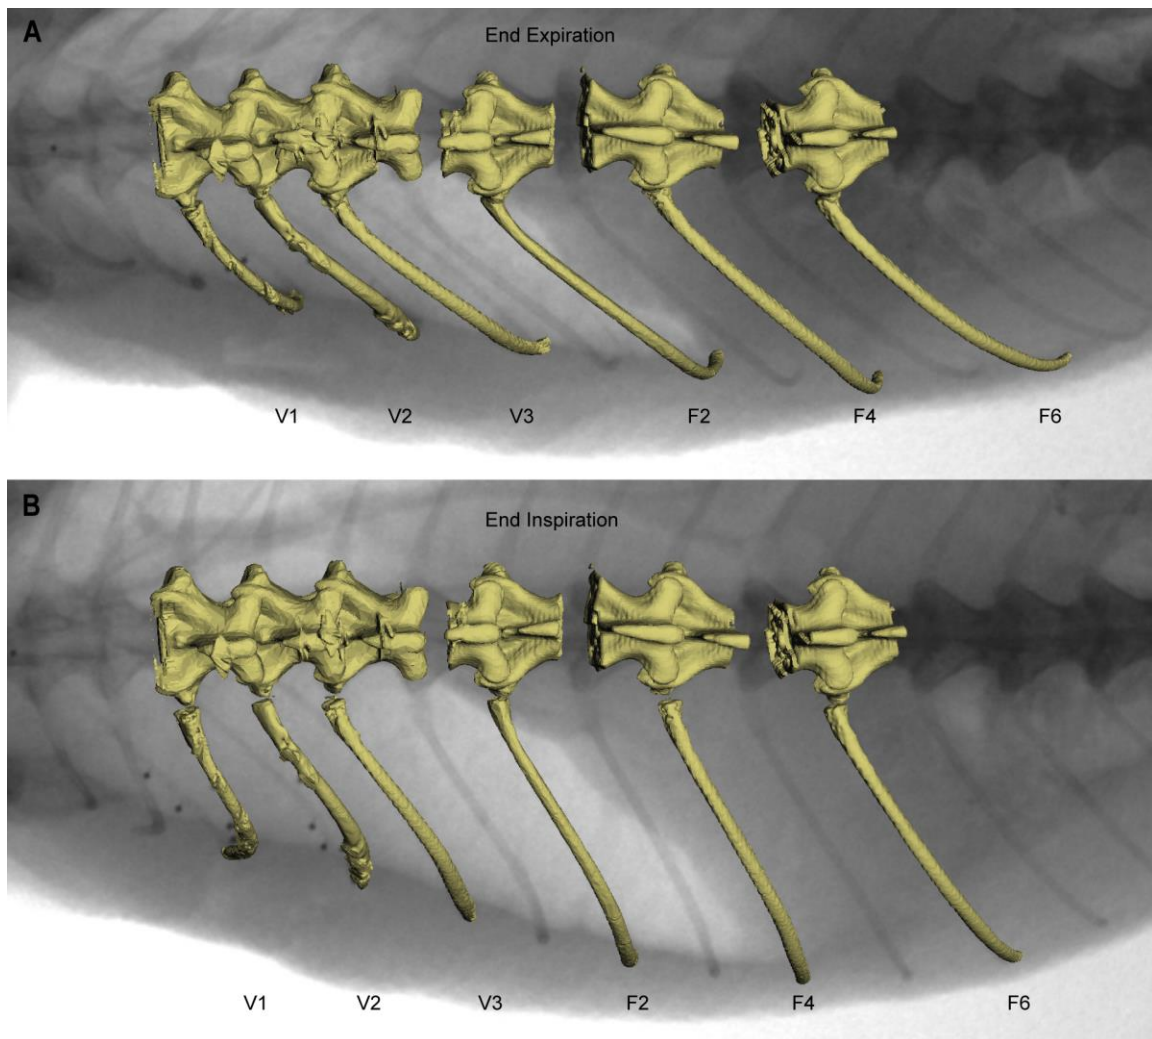 A
End Expiration
V1 V2 V3 F2 F4 F6
B
End Inspiration
V1 V2 V3 F2 F4 F6